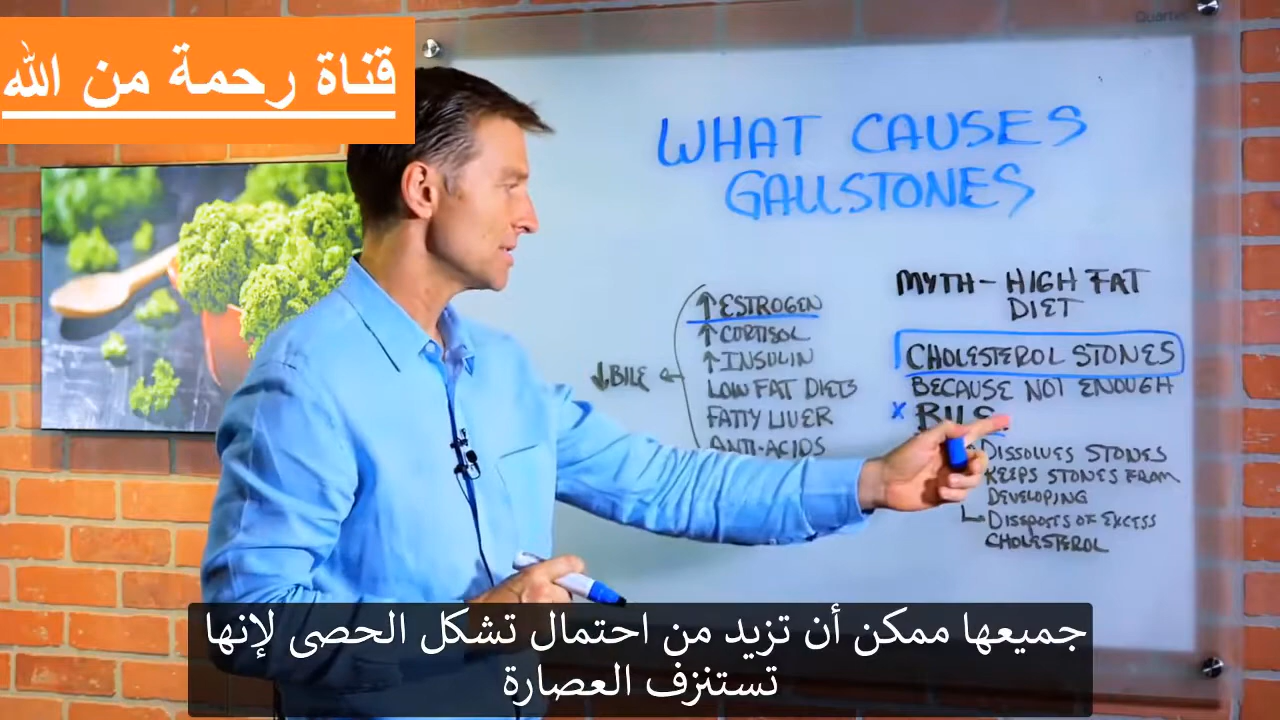 Quartet
قناة رحمة من الله
WHAT CAUSES
GALLSTONES
MYTH - HIGH FAT
DIET
CHOLESTEROL STONES
BECAUSE NOT ENOUGH
X BILE
DISSOLVES STONES
KEEPS STONES FROM
DEVELOPING
DISPOSES OF EXCESS
CHOLESTEROL
↑ ESTROGEN
↑ CORTISOL
↑ INSULIN
LOW FAT DIETS
FATTY LIVER
ANTI-ACIDS
↓ BILE ←
جميعها ممكن أن تزيد من احتمال تشكل الحصى لإنها
تستنزف العصارة